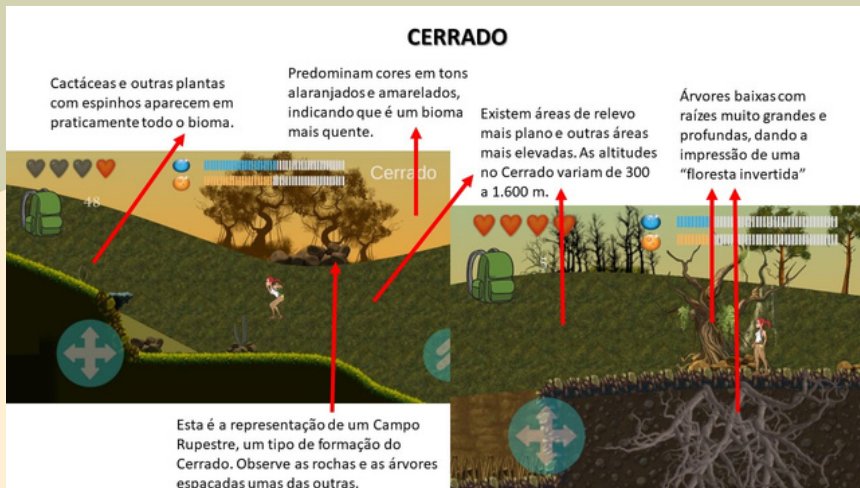 CERRADO
Cactáceas e outras plantas
com espinhos aparecem em
praticamente todo o bioma.
Predominam cores em tons
alaranjados e amarelados,
indicando que é um bioma
mais quente.
Existem áreas de relevo
mais plano e outras áreas
mais elevadas. As altitudes
no Cerrado variam de 300
a 1.600 m.
Árvores baixas com
raízes muito grandes e
profundas, dando a
impressão de uma
“floresta invertida”
Cerrado
48
Esta é a representação de um Campo
Rupestre, um tipo de formação do
Cerrado. Observe as rochas e as árvores
espaçadas umas das outras.